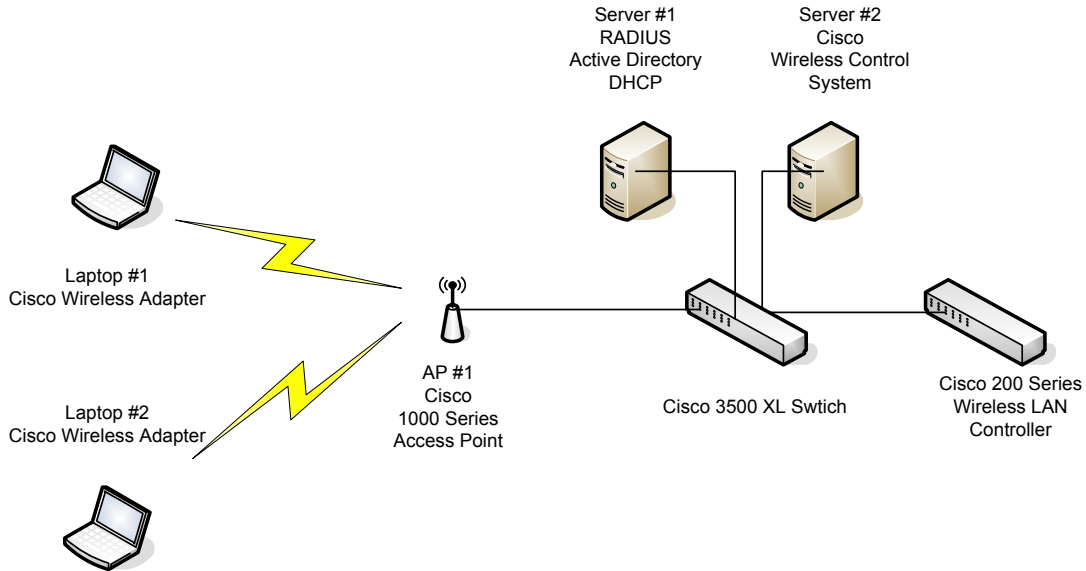 Server #1
RADIUS
Active Directory
DHCP
Server #2
Cisco
Wireless Control
System
Laptop #1
Cisco Wireless Adapter
AP #1
Cisco
1000 Series
Access Point
Cisco 3500 XL Swtich
Cisco 200 Series
Wireless LAN
Controller
Laptop #2
Cisco Wireless Adapter